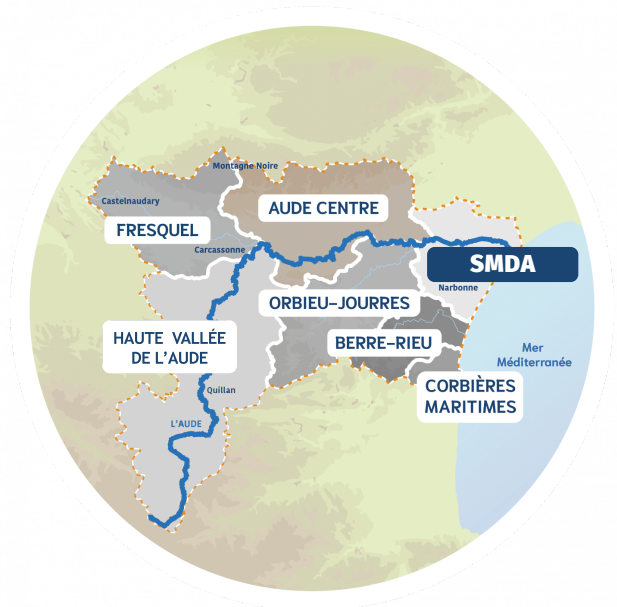 Montagne Noire
Castelnaudary
AUDE CENTRE
FRESQUEL
Carcassonne
SMDA
Narbonne
ORBIEU–JOURRES
HAUTE VALLÉE
DE L’AUDE
BERRE–RIEU
Mer
Méditerranée
CORBIÈRES
MARITIMES
Quillan
L’AUDE